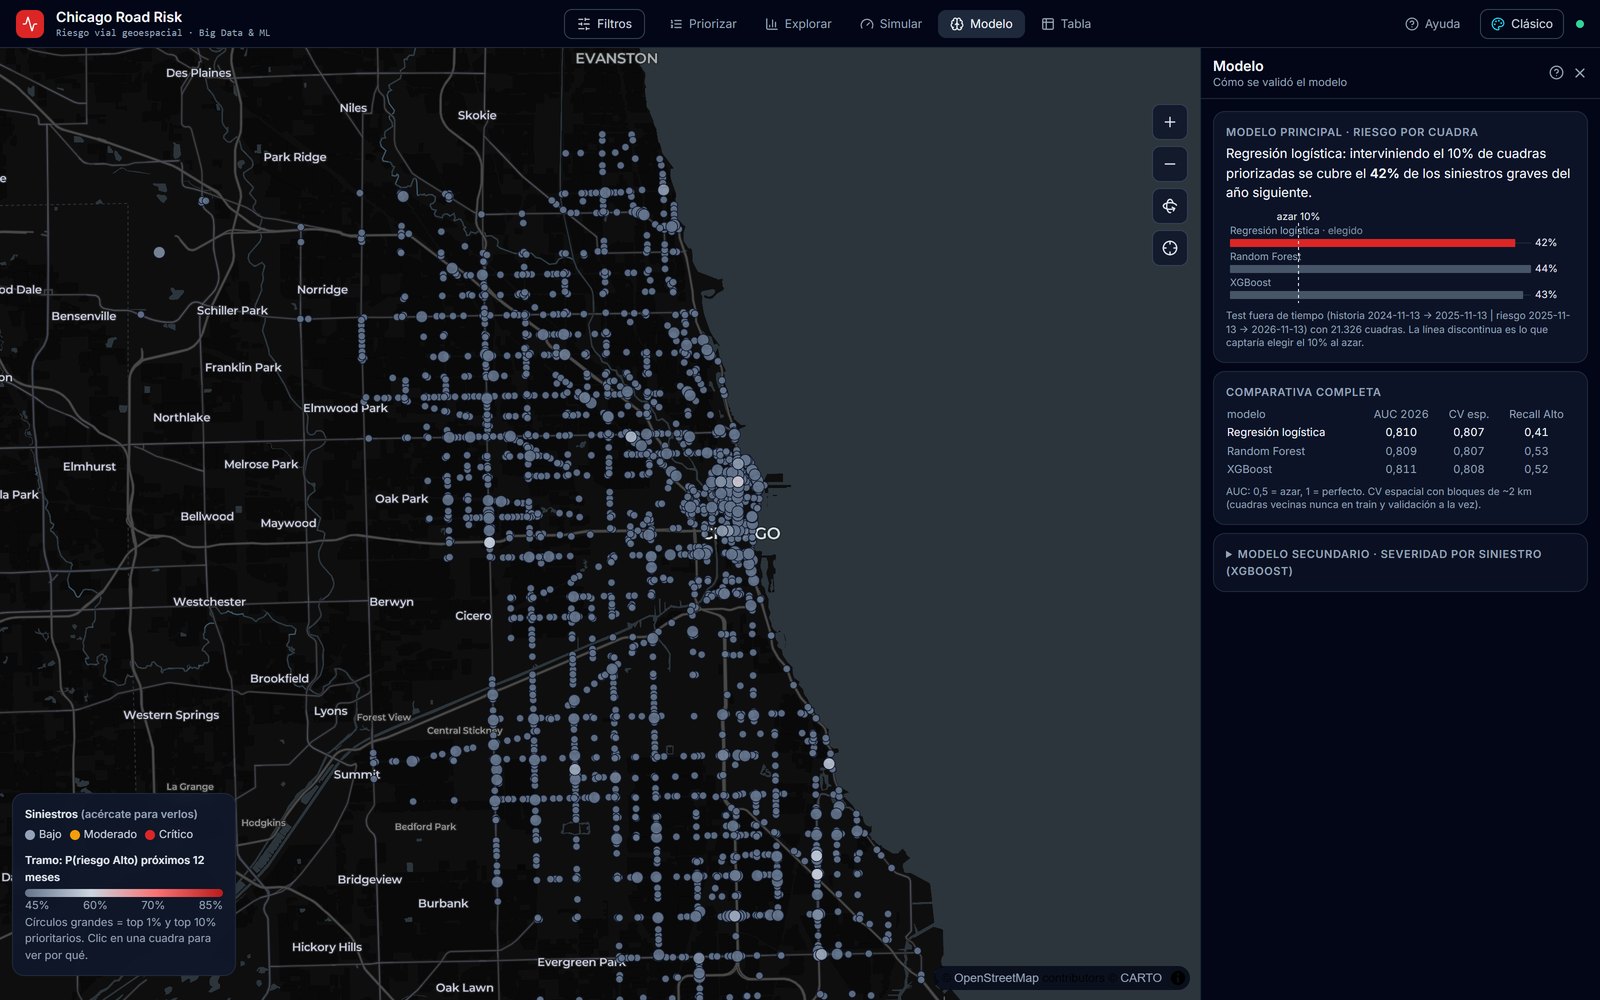 Chicago Road Risk
Riesgo vial geoespacial · Big Data & ML
Filtros
Priorizar
Explorar
Simular
Modelo
Tabla
Ayuda
Clásico
EVANSTON
Des Plaines
Niles
Skokie
Park Ridge
Norridge
Schiller Park
Bensenville
Franklin Park
Elmwood Park
Northlake
Elmhurst
Melrose Park
Oak Park
Bellwood
Maywood
Westchester
Berwyn
Cicero
Brookfield
Lyons
Forest View
Western Springs
Central Stickney
Summit
La Grange
Hodgkins
Bedford Park
Bridgeview
Burbank
Hickory Hills
Evergreen Park
Oak Lawn
Siniestros (acércate para verlos)
Bajo
Moderado
Crítico
Tramo: P(riesgo Alto) próximos 12
meses
45% 60% 70% 85%
Círculos grandes = top 1% y top 10%
prioritarios. Clic en una cuadra para
ver por qué.
© OpenStreetMap contributors © CARTO
Modelo
Cómo se validó el modelo
MODELO PRINCIPAL · RIESGO POR CUADRA
Regresión logística: interviniendo el 10% de cuadras
priorizadas se cubre el 42% de los siniestros graves del
año siguiente.
azar 10%
Regresión logística · elegido
42%
Random Forest
44%
XGBoost
43%
Test fuera de tiempo (historia 2024-11-13 → 2025-11-13 | riesgo 2025-11-
13 → 2026-11-13) con 21.326 cuadras. La línea discontinua es lo que
captaría elegir el 10% al azar.
COMPARATIVA COMPLETA
modelo AUC 2026 CV esp. Recall Alto
Regresión logística 0,810 0,807 0,41
Random Forest 0,809 0,807 0,53
XGBoost 0,811 0,808 0,52
AUC: 0,5 = azar, 1 = perfecto. CV espacial con bloques de ~2 km
(cuadras vecinas nunca en train y validación a la vez).
▶ MODELO SECUNDARIO · SEVERIDAD POR SINIESTRO
(XGBOOST)